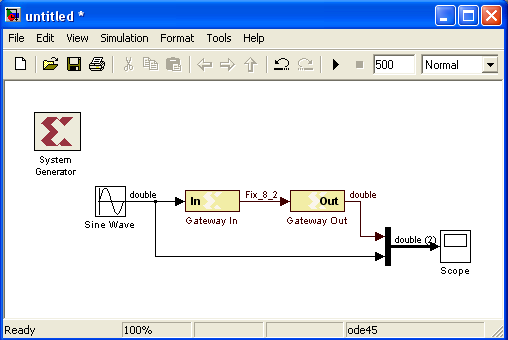 untitled *
File Edit View Simulation Format Tools Help
500 Normal
System
Generator
double In Fix_8_2 Out double
Sine Wave Gateway In Gateway Out
double (2)
Scope
Ready 100% ode45